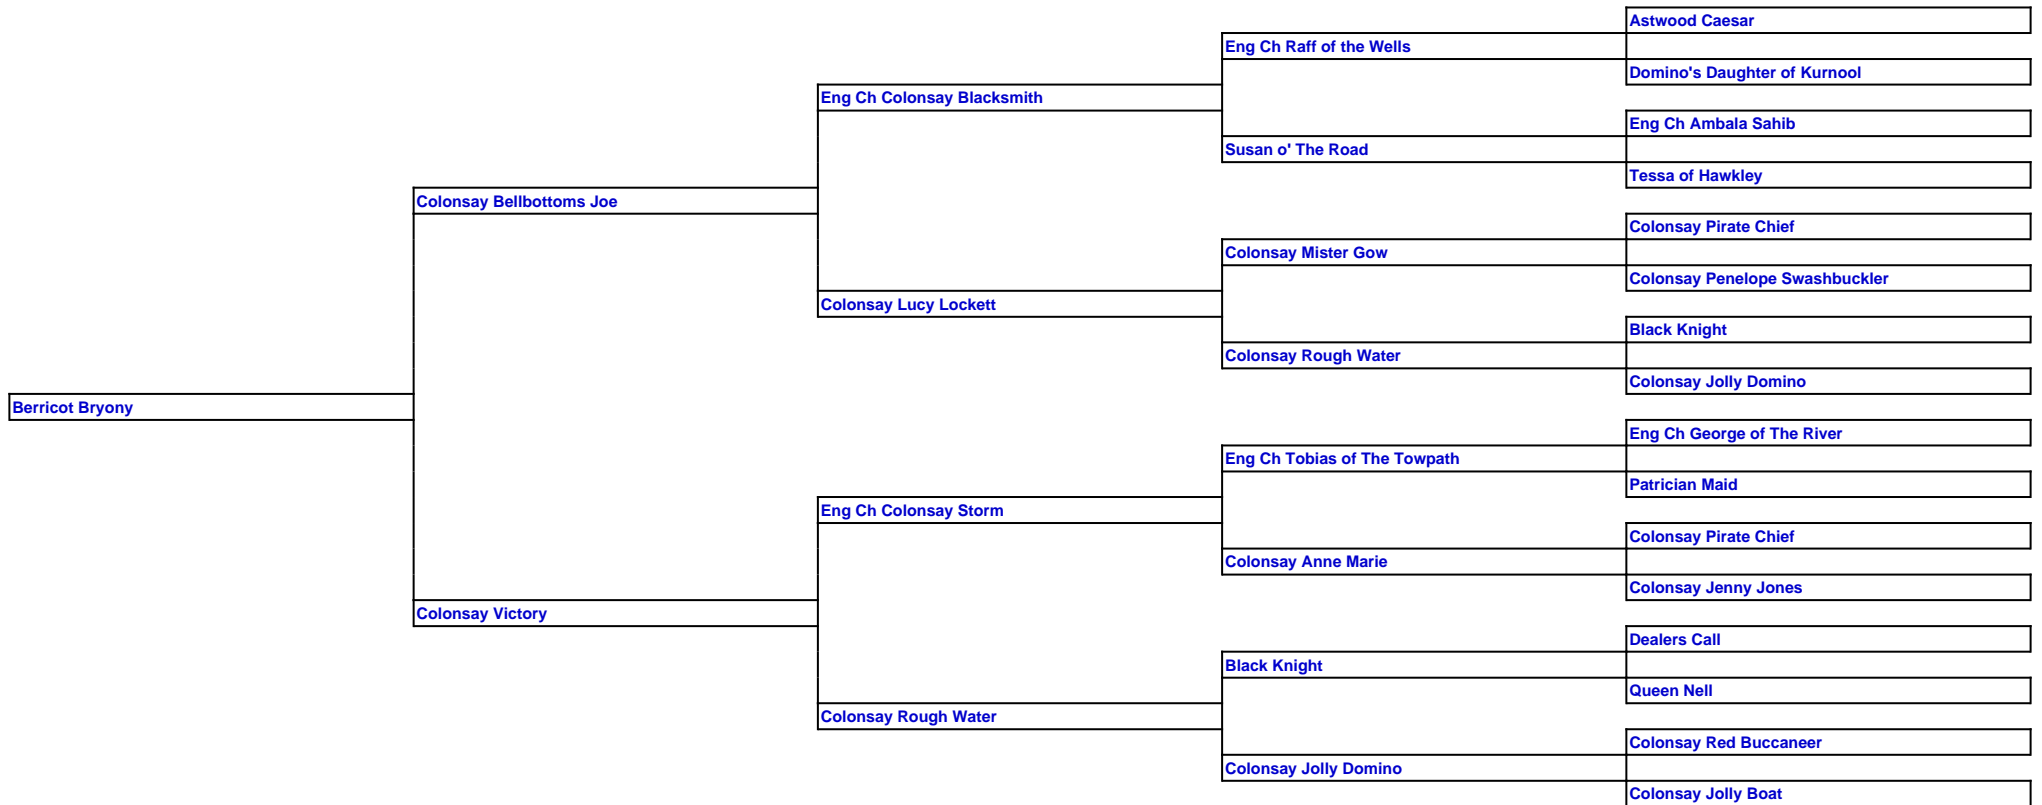 Astwood Caesar
Eng Ch Raff of the Wells
Domino's Daughter of Kurnool
Eng Ch Colonsay Blacksmith
Eng Ch Ambala Sahib
Susan o' The Road
Tessa of Hawkley
Colonsay Bellbottoms Joe
Colonsay Pirate Chief
Colonsay Mister Gow
Colonsay Penelope Swashbuckler
Colonsay Lucy Lockett
Black Knight
Colonsay Rough Water
Colonsay Jolly Domino
Berricot Bryony
Eng Ch George of The River
Eng Ch Tobias of The Towpath
Patrician Maid
Eng Ch Colonsay Storm
Colonsay Pirate Chief
Colonsay Anne Marie
Colonsay Jenny Jones
Colonsay Victory
Dealers Call
Black Knight
Queen Nell
Colonsay Rough Water
Colonsay Red Buccaneer
Colonsay Jolly Domino
Colonsay Jolly Boat